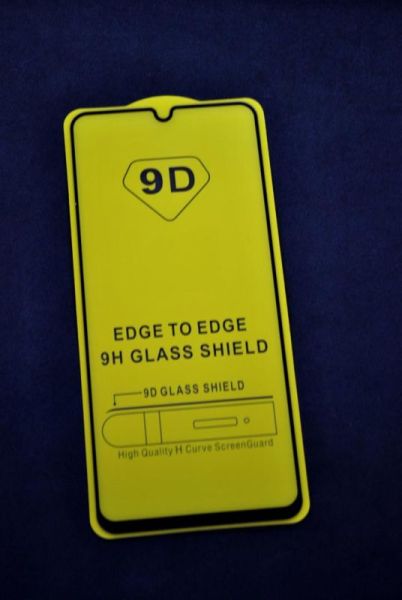 9D
EDGE TO EDGE
9H GLASS SHIELD
9D GLASS SHIELD
High Quality H Curve ScreenGuard